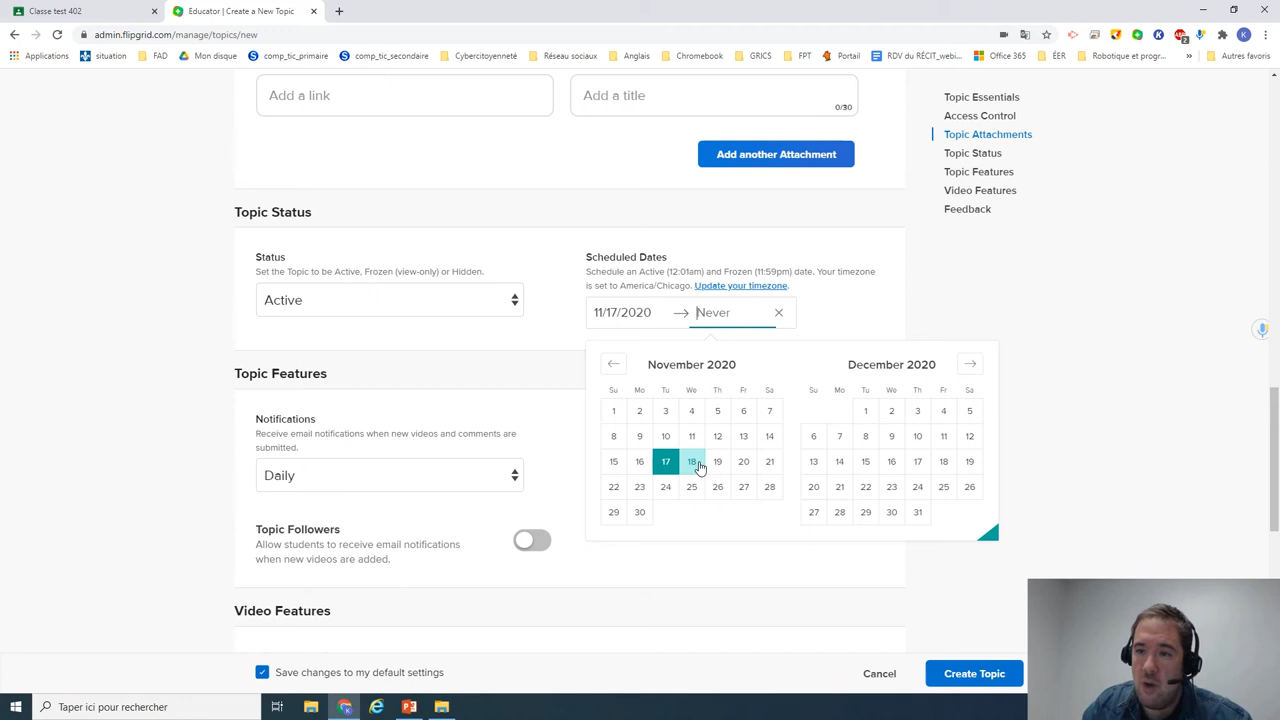 Classe test 402
Educator | Create a New Topic
admin.flipgrid.com/manage/topics/new
Applications
situation
FAD
Mon disque
comp_tic_primaire
comp_tic_secondaire
Cybercitoyenneté
Réseau sociaux
Anglais
Chromebook
GRICS
FPT
Portail
RDV du RÉCIT_webi...
Office 365
ÉER
Robotique et progr...
»
Autres favoris
Add a link
Add a title
0/30
Add another Attachment
Topic Essentials
Access Control
Topic Attachments
Topic Status
Topic Features
Video Features
Feedback
Topic Status
Status
Set the Topic to be Active, Frozen (view-only) or Hidden.
Active
Scheduled Dates
Schedule an Active (12:01am) and Frozen (11:59pm) date. Your timezone
is set to America/Chicago. Update your timezone.
11/17/2020 → Never
November 2020
Su Mo Tu We Th Fr Sa
1 2 3 4 5 6 7
8 9 10 11 12 13 14
15 16 17 18 19 20 21
22 23 24 25 26 27 28
29 30
December 2020
Su Mo Tu We Th Fr Sa
1 2 3 4 5
6 7 8 9 10 11 12
13 14 15 16 17 18 19
20 21 22 23 24 25 26
27 28 29 30 31
Topic Features
Notifications
Receive email notifications when new videos and comments are
submitted.
Daily
Topic Followers
Allow students to receive email notifications
when new videos are added.
Video Features
Save changes to my default settings
Cancel
Create Topic
Taper ici pour rechercher